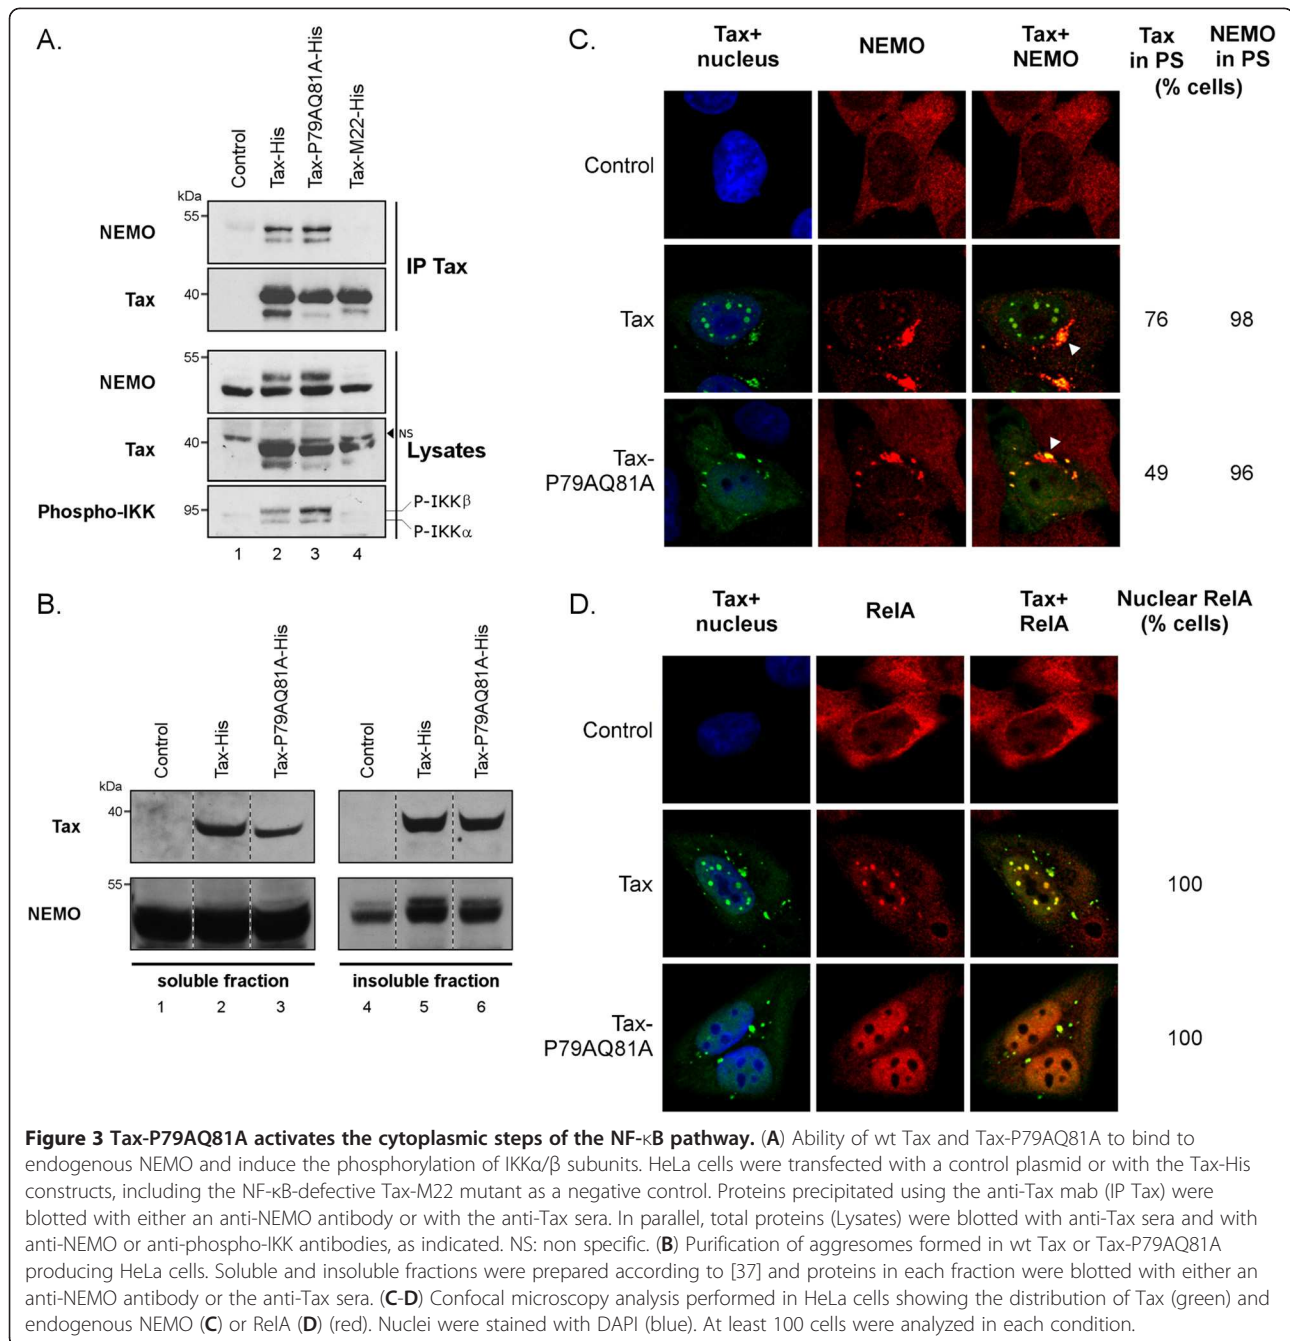 A.
Control
Tax-His
Tax-P79AQ81A-His
Tax-M22-His
kDa
55
NEMO
IP Tax
40
Tax
55
NEMO
NS
40
Tax
Lysates
95
Phospho-IKK
P-IKKβ
P-IKKα
1 2 3 4
B.
Control
Tax-His
Tax-P79AQ81A-His
Control
Tax-His
Tax-P79AQ81A-His
kDa
40
Tax
55
NEMO
soluble fraction
insoluble fraction
1 2 3 4 5 6
C.
Tax+
nucleus
NEMO
Tax+
NEMO
Tax
in PS
NEMO
in PS
(% cells)
Control
Tax
76 98
Tax-
P79AQ81A
49 96
D.
Tax+
nucleus
RelA
Tax+
RelA
Nuclear RelA
(% cells)
Control
Tax
100
Tax-
P79AQ81A
100
Figure 3 Tax-P79AQ81A activates the cytoplasmic steps of the NF-κB pathway. (A) Ability of wt Tax and Tax-P79AQ81A to bind to
endogenous NEMO and induce the phosphorylation of IKKα/β subunits. HeLa cells were transfected with a control plasmid or with the Tax-His
constructs, including the NF-κB-defective Tax-M22 mutant as a negative control. Proteins precipitated using the anti-Tax mab (IP Tax) were
blotted with either an anti-NEMO antibody or with the anti-Tax sera. In parallel, total proteins (Lysates) were blotted with anti-Tax sera and with
anti-NEMO or anti-phospho-IKK antibodies, as indicated. NS: non specific. (B) Purification of aggresomes formed in wt Tax or Tax-P79AQ81A
producing HeLa cells. Soluble and insoluble fractions were prepared according to [37] and proteins in each fraction were blotted with either an
anti-NEMO antibody or the anti-Tax sera. (C-D) Confocal microscopy analysis performed in HeLa cells showing the distribution of Tax (green) and
endogenous NEMO (C) or RelA (D) (red). Nuclei were stained with DAPI (blue). At least 100 cells were analyzed in each condition.